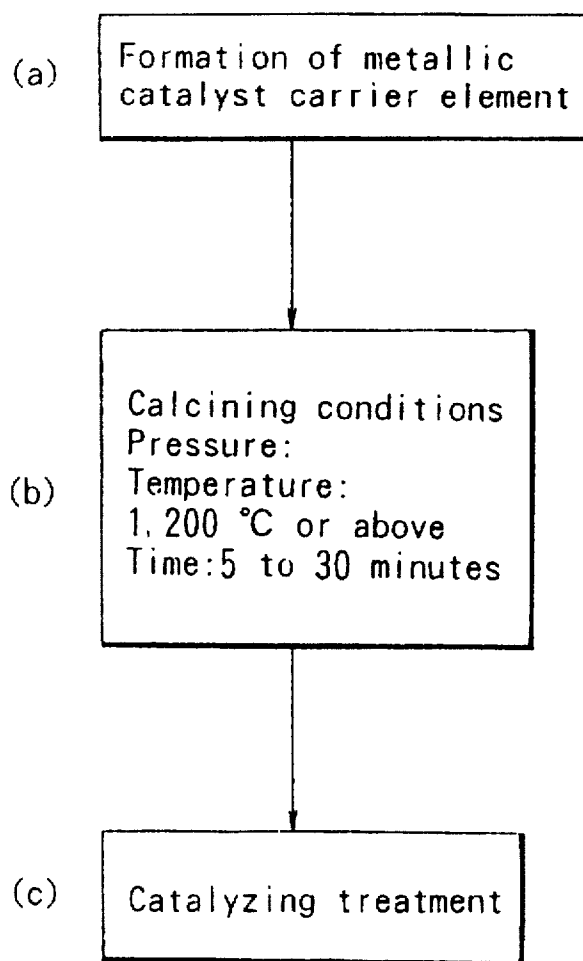 (a)
Formation of metallic
catalyst carrier element
(b)
Calcining conditions
Pressure:
Temperature:
1,200 °C or above
Time:5 to 30 minutes
(c)
Catalyzing treatment